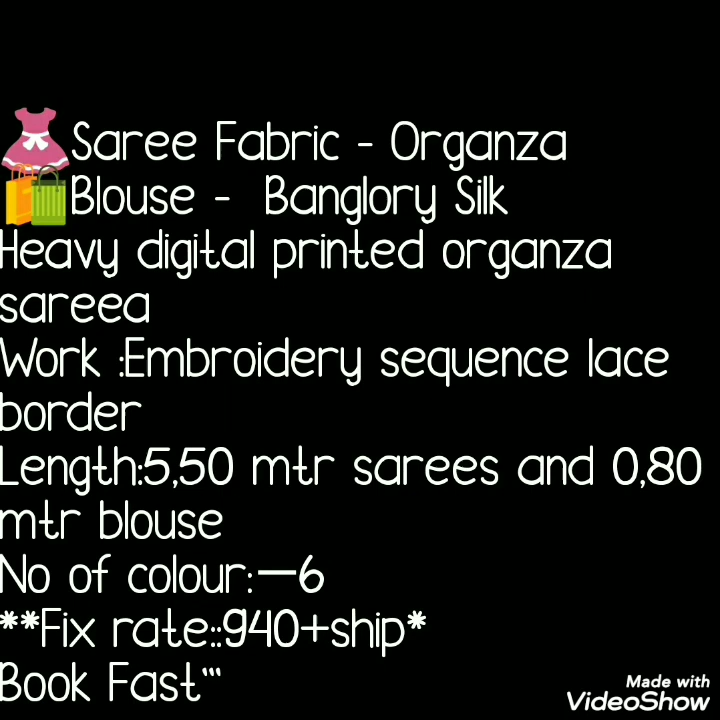 👗Saree Fabric - Organza
🛍Blouse -  Banglory Silk
Heavy digital printed organza
sareea
Work :Embroidery sequence lace
border
Length:5,50 mtr sarees and 0,80
mtr blouse
No of colour:—6
**Fix rate::940+ship*
Book Fast```
Made with
VideoShow